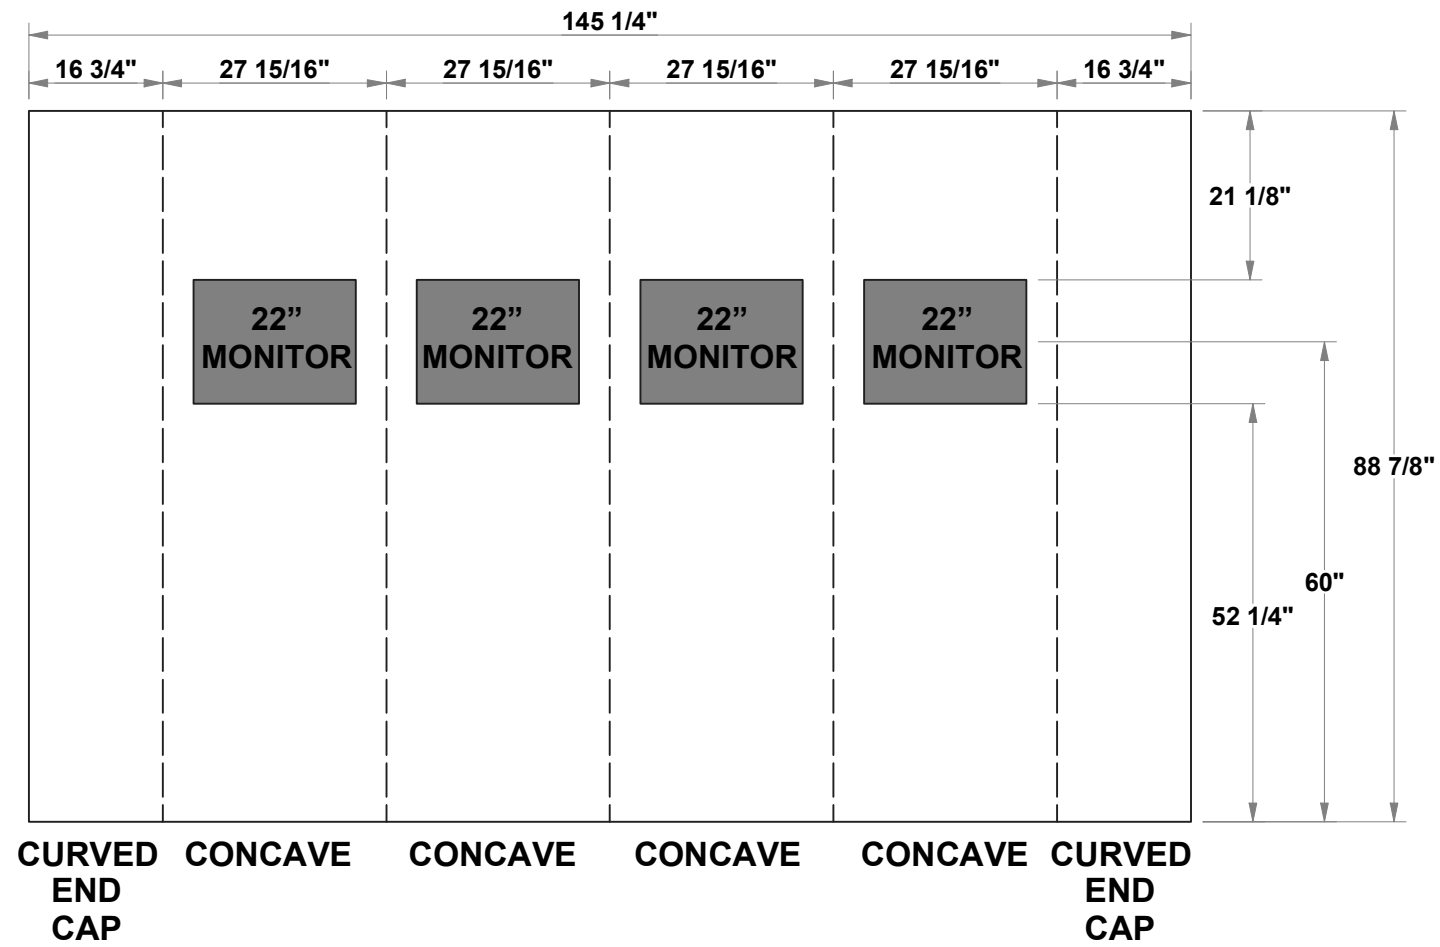 145 1/4"
16 3/4" 27 15/16" 27 15/16" 27 15/16" 27 15/16" 16 3/4"
21 1/8"
22” 22” 22” 22”
MONITOR MONITOR MONITOR MONITOR
88 7/8"
60"
52 1/4"
CURVED CONCAVE CONCAVE CONCAVE CONCAVE CURVED
END END
CAP CAP